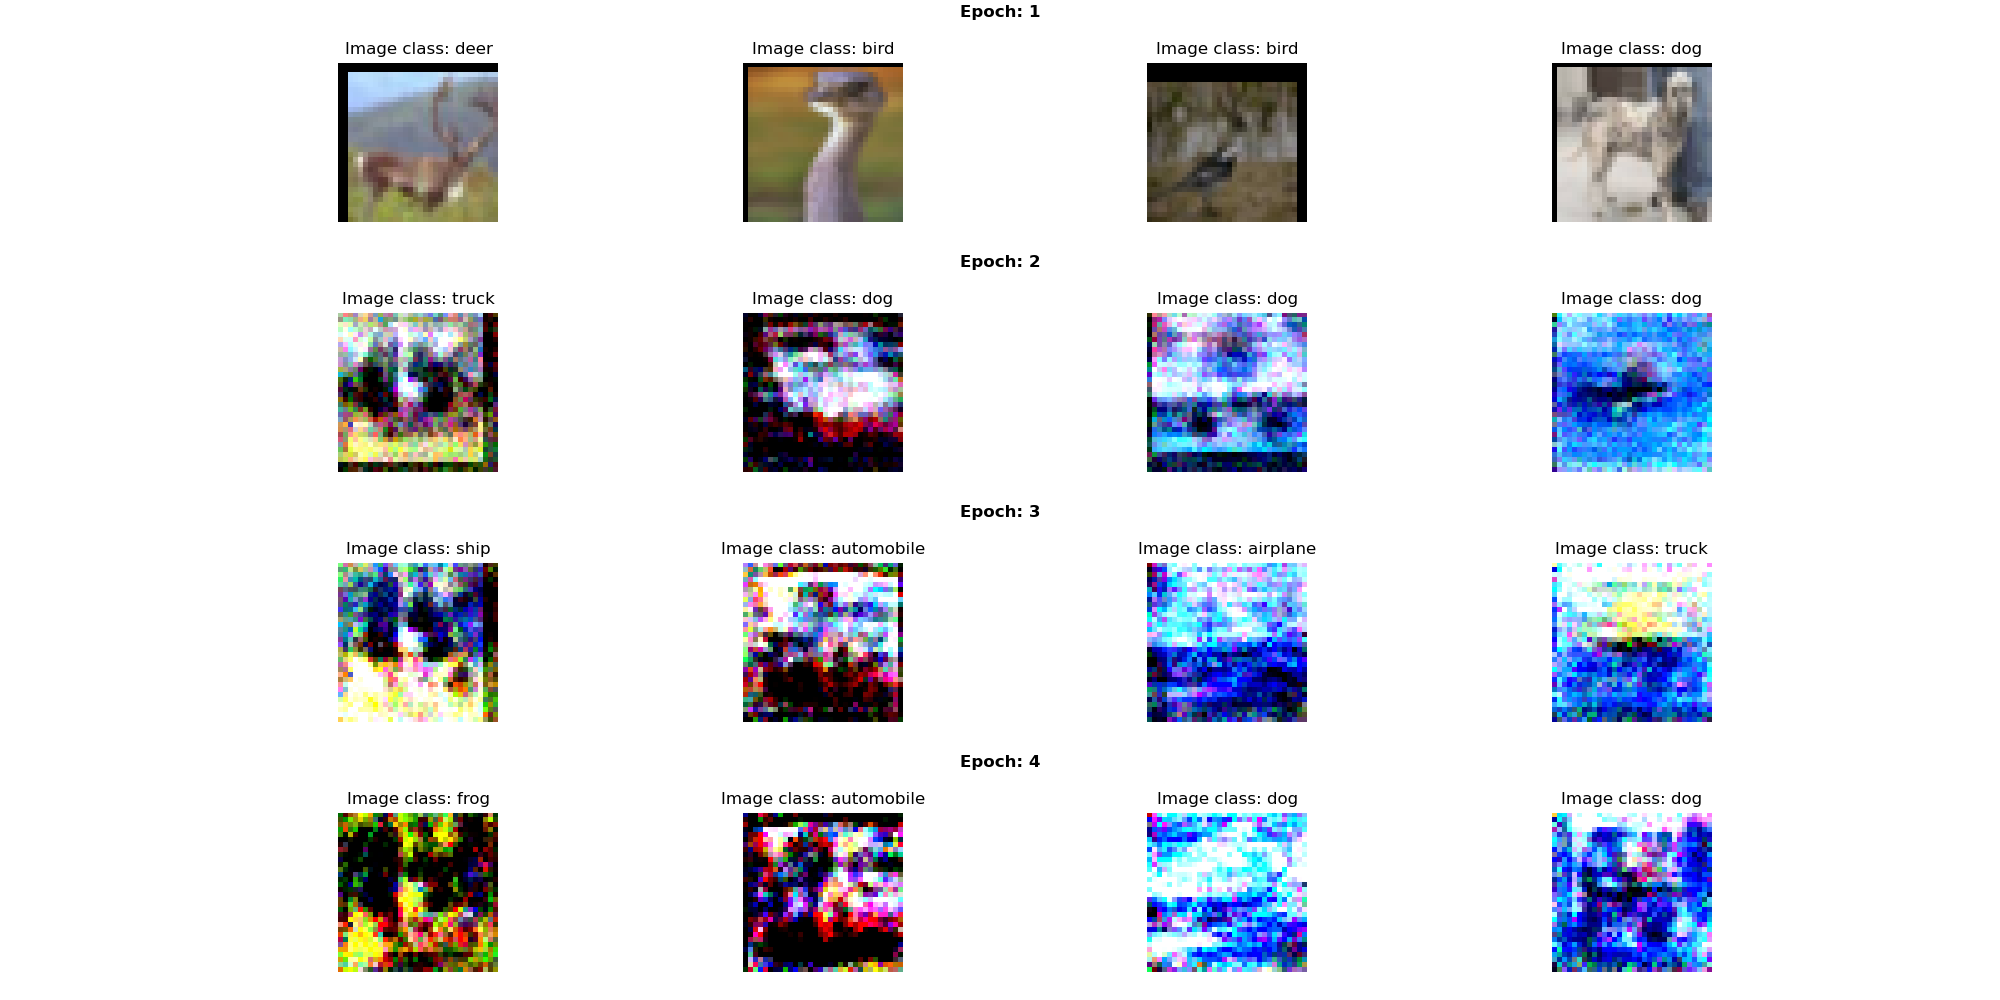 Epoch: 1
Image class: deer
Image class: bird
Image class: bird
Image class: dog
Epoch: 2
Image class: truck
Image class: dog
Image class: dog
Image class: dog
Epoch: 3
Image class: ship
Image class: automobile
Image class: airplane
Image class: truck
Epoch: 4
Image class: frog
Image class: automobile
Image class: dog
Image class: dog